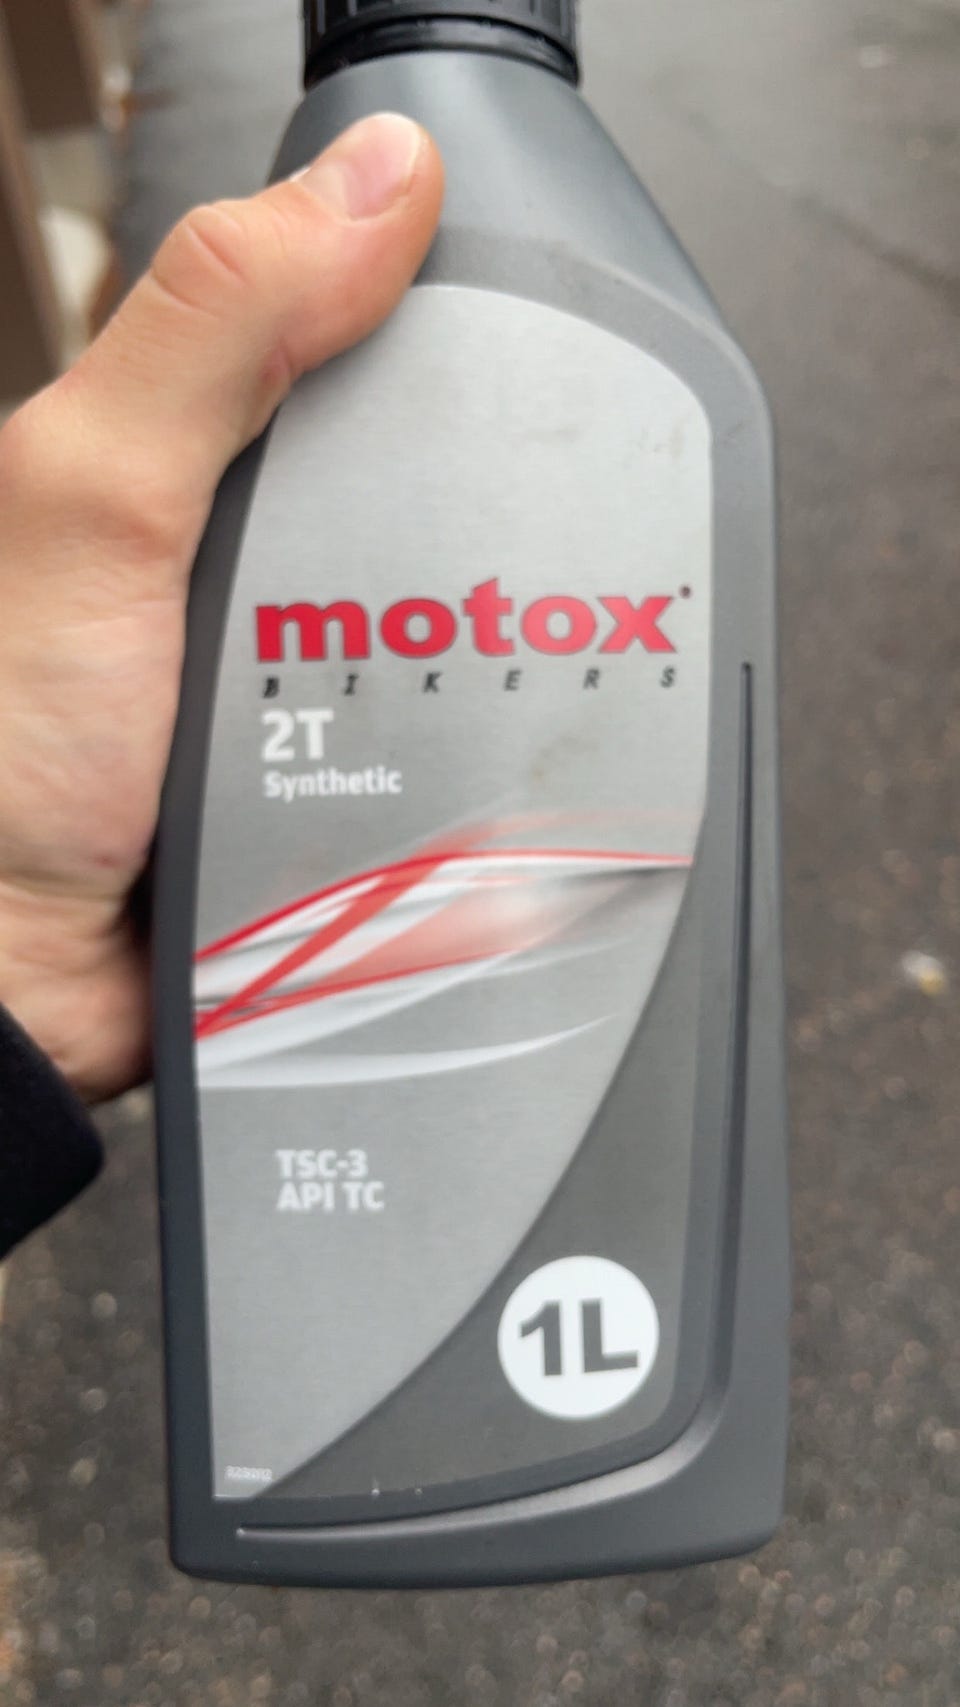 motox
BIKERS
2T
Synthetic
TSC-3
API TC
1L